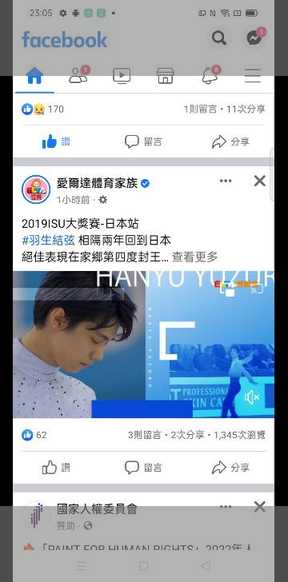 23:05
facebook
170
1則留言・11次分享
讚
留言
分享
愛爾達體育家族
1小時前
2019ISU大獎賽-日本站
#羽生結弦 相隔兩年回到日本
絕佳表現在家鄉第四度封王... 查看更多
HANYU YUZUR
PROFESSIONAL
KIN CA
62
3則留言・2次分享・1,345次瀏覽
讚
留言
分享
國家人權委員會
贊助
「PAINT FOR HUMAN RIGHTS」2022年人